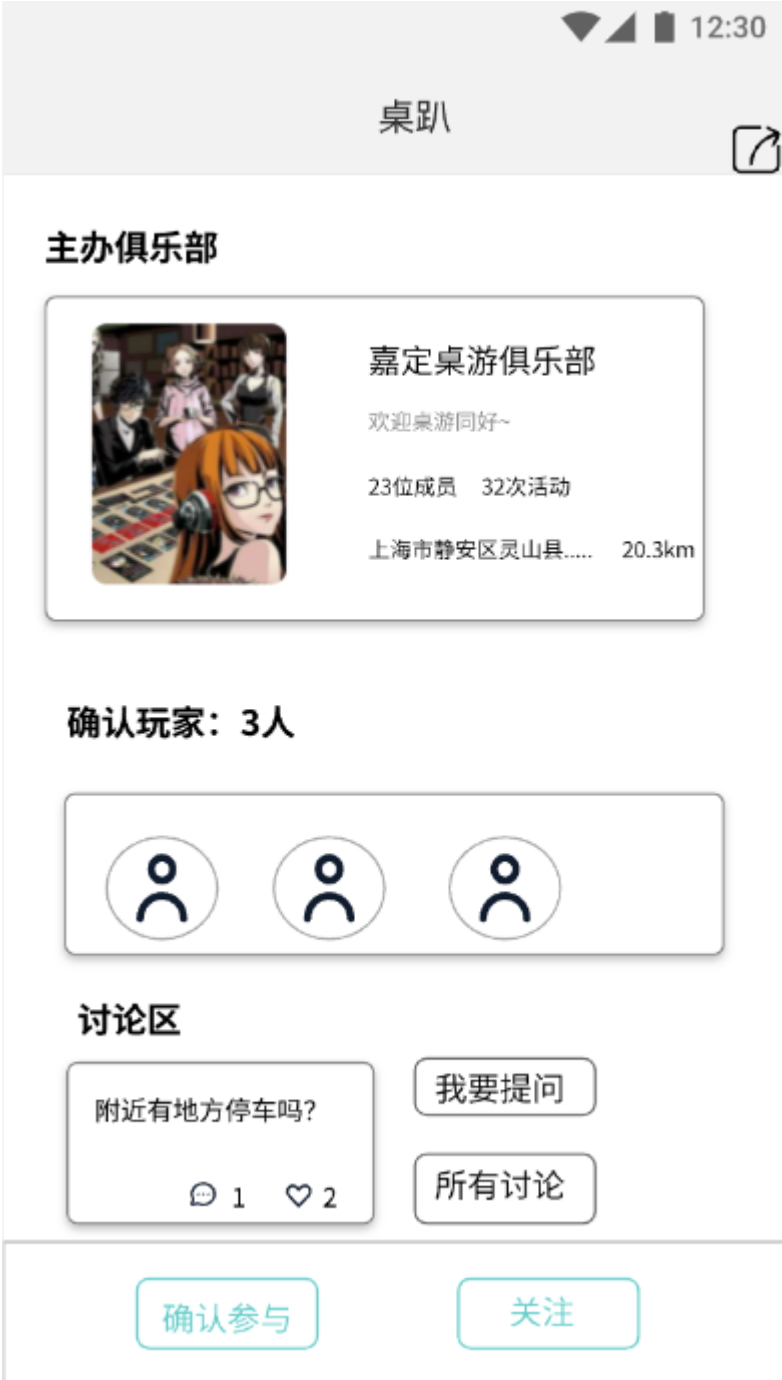 12:30
桌趴
主办俱乐部
嘉定桌游俱乐部
欢迎桌游同好~
23位成员 32次活动
上海市静安区灵山县..... 20.3km
确认玩家：3人
讨论区
附近有地方停车吗？
1 2
我要提问
所有讨论
确认参与 关注